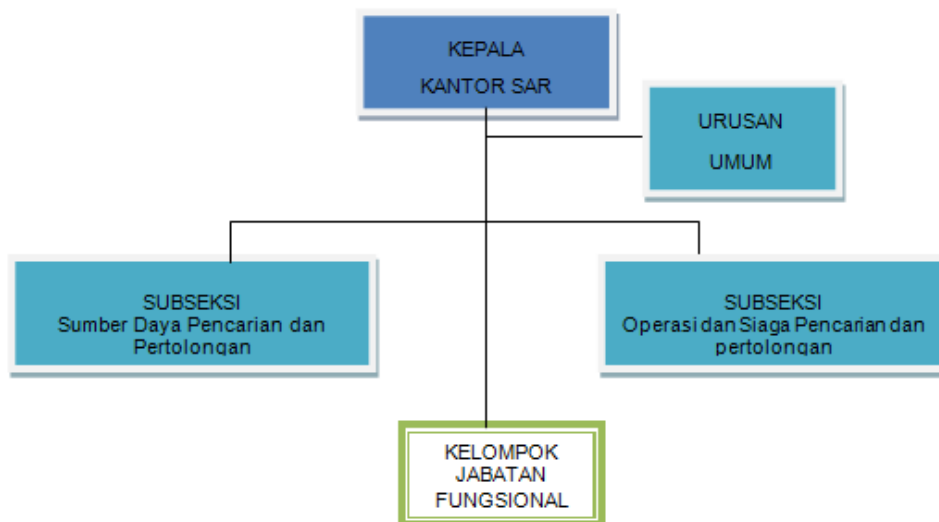 KEPALA
KANTOR SAR
URUSAN
UMUM
SUBSEKSI
Sumber Daya Pencarian dan
Pertolongan
SUBSEKSI
Operasi dan Siaga Pencarian dan
pertolongan
KELOMPOK
JABATAN
FUNGSIONAL